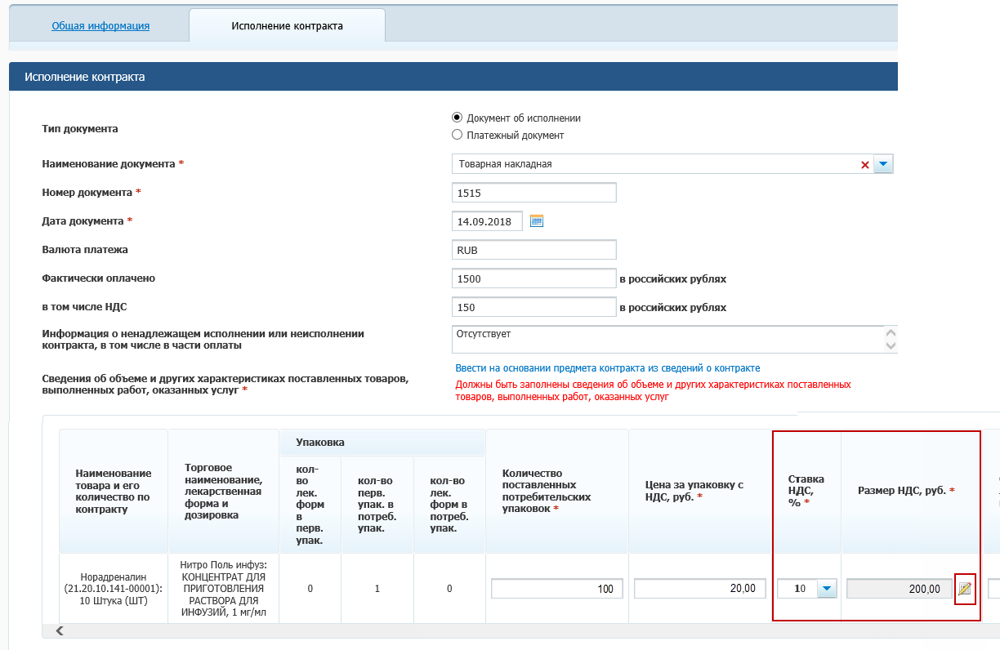 Общая информация
Исполнение контракта
Исполнение контракта
Тип документа
Документ об исполнении
Платежный документ
Наименование документа *
Товарная накладная
Номер документа *
1515
Дата документа *
14.09.2018
Валюта платежа
RUB
Фактически оплачено
1500
в российских рублях
в том числе НДС
150
в российских рублях
Информация о ненадлежащем исполнении или неисполнении
контракта, в том числе в части оплаты
Отсутствует
Сведения об объеме и других характеристиках поставленных товаров,
выполненных работ, оказанных услуг *
Ввести на основании предмета контракта из сведений о контракте
Должны быть заполнены сведения об объеме и других характеристиках поставленных
товаров, выполненных работ, оказанных услуг
Наименование
товара и его
количество по
контракту
Торговое
наименование,
лекарственная
форма и
дозировка
Упаковка
кол-
во
лек.
форм
в
перв.
упак.
кол-во
перв.
упак. в
потреб.
упак.
кол-во
лек.
форм в
потреб.
упак.
Количество
поставленных
потребительских
упаковок *
Цена за упаковку с
НДС, руб. *
Ставка
НДС,
% *
Размер НДС, руб. *
Норадреналин
(21.20.10.141-00001):
10 Штука (ШТ)
Нитро Поль инфуз:
КОНЦЕНТРАТ ДЛЯ
ПРИГОТОВЛЕНИЯ
РАСТВОРА ДЛЯ
ИНФУЗИЙ, 1 мг/мл
0
1
0
100
20,00
10
200,00